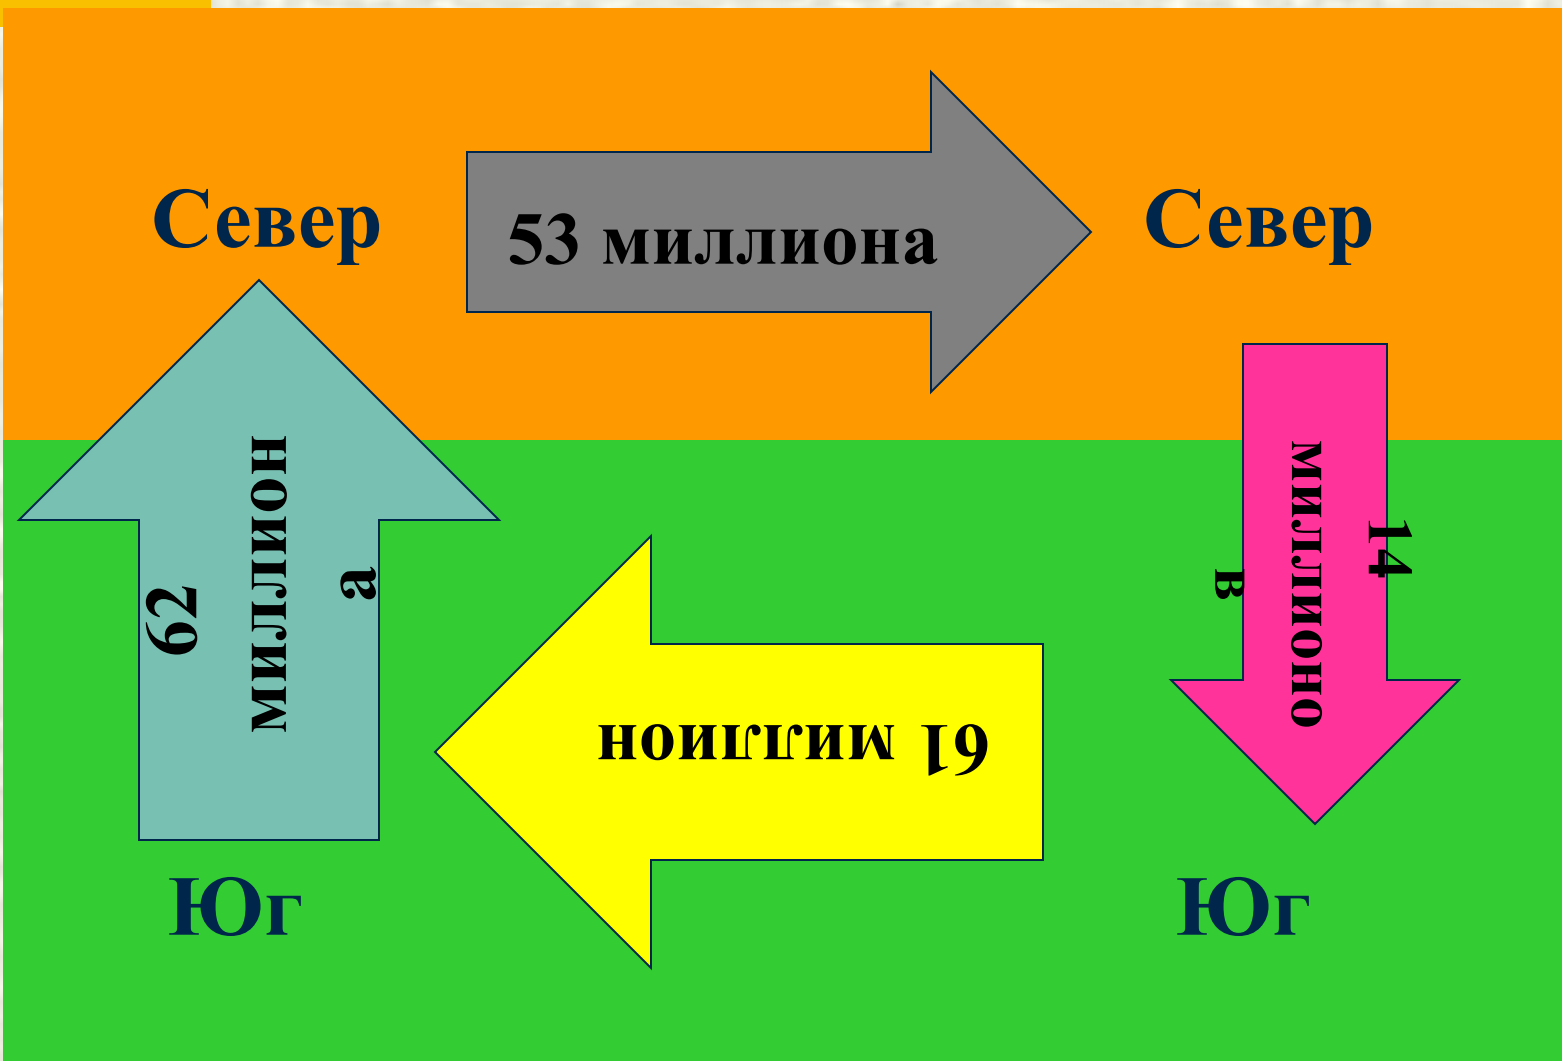 Север
53 миллиона
Север
62
миллион
а
14
миллионо
в
61 миллион
Юг
Юг